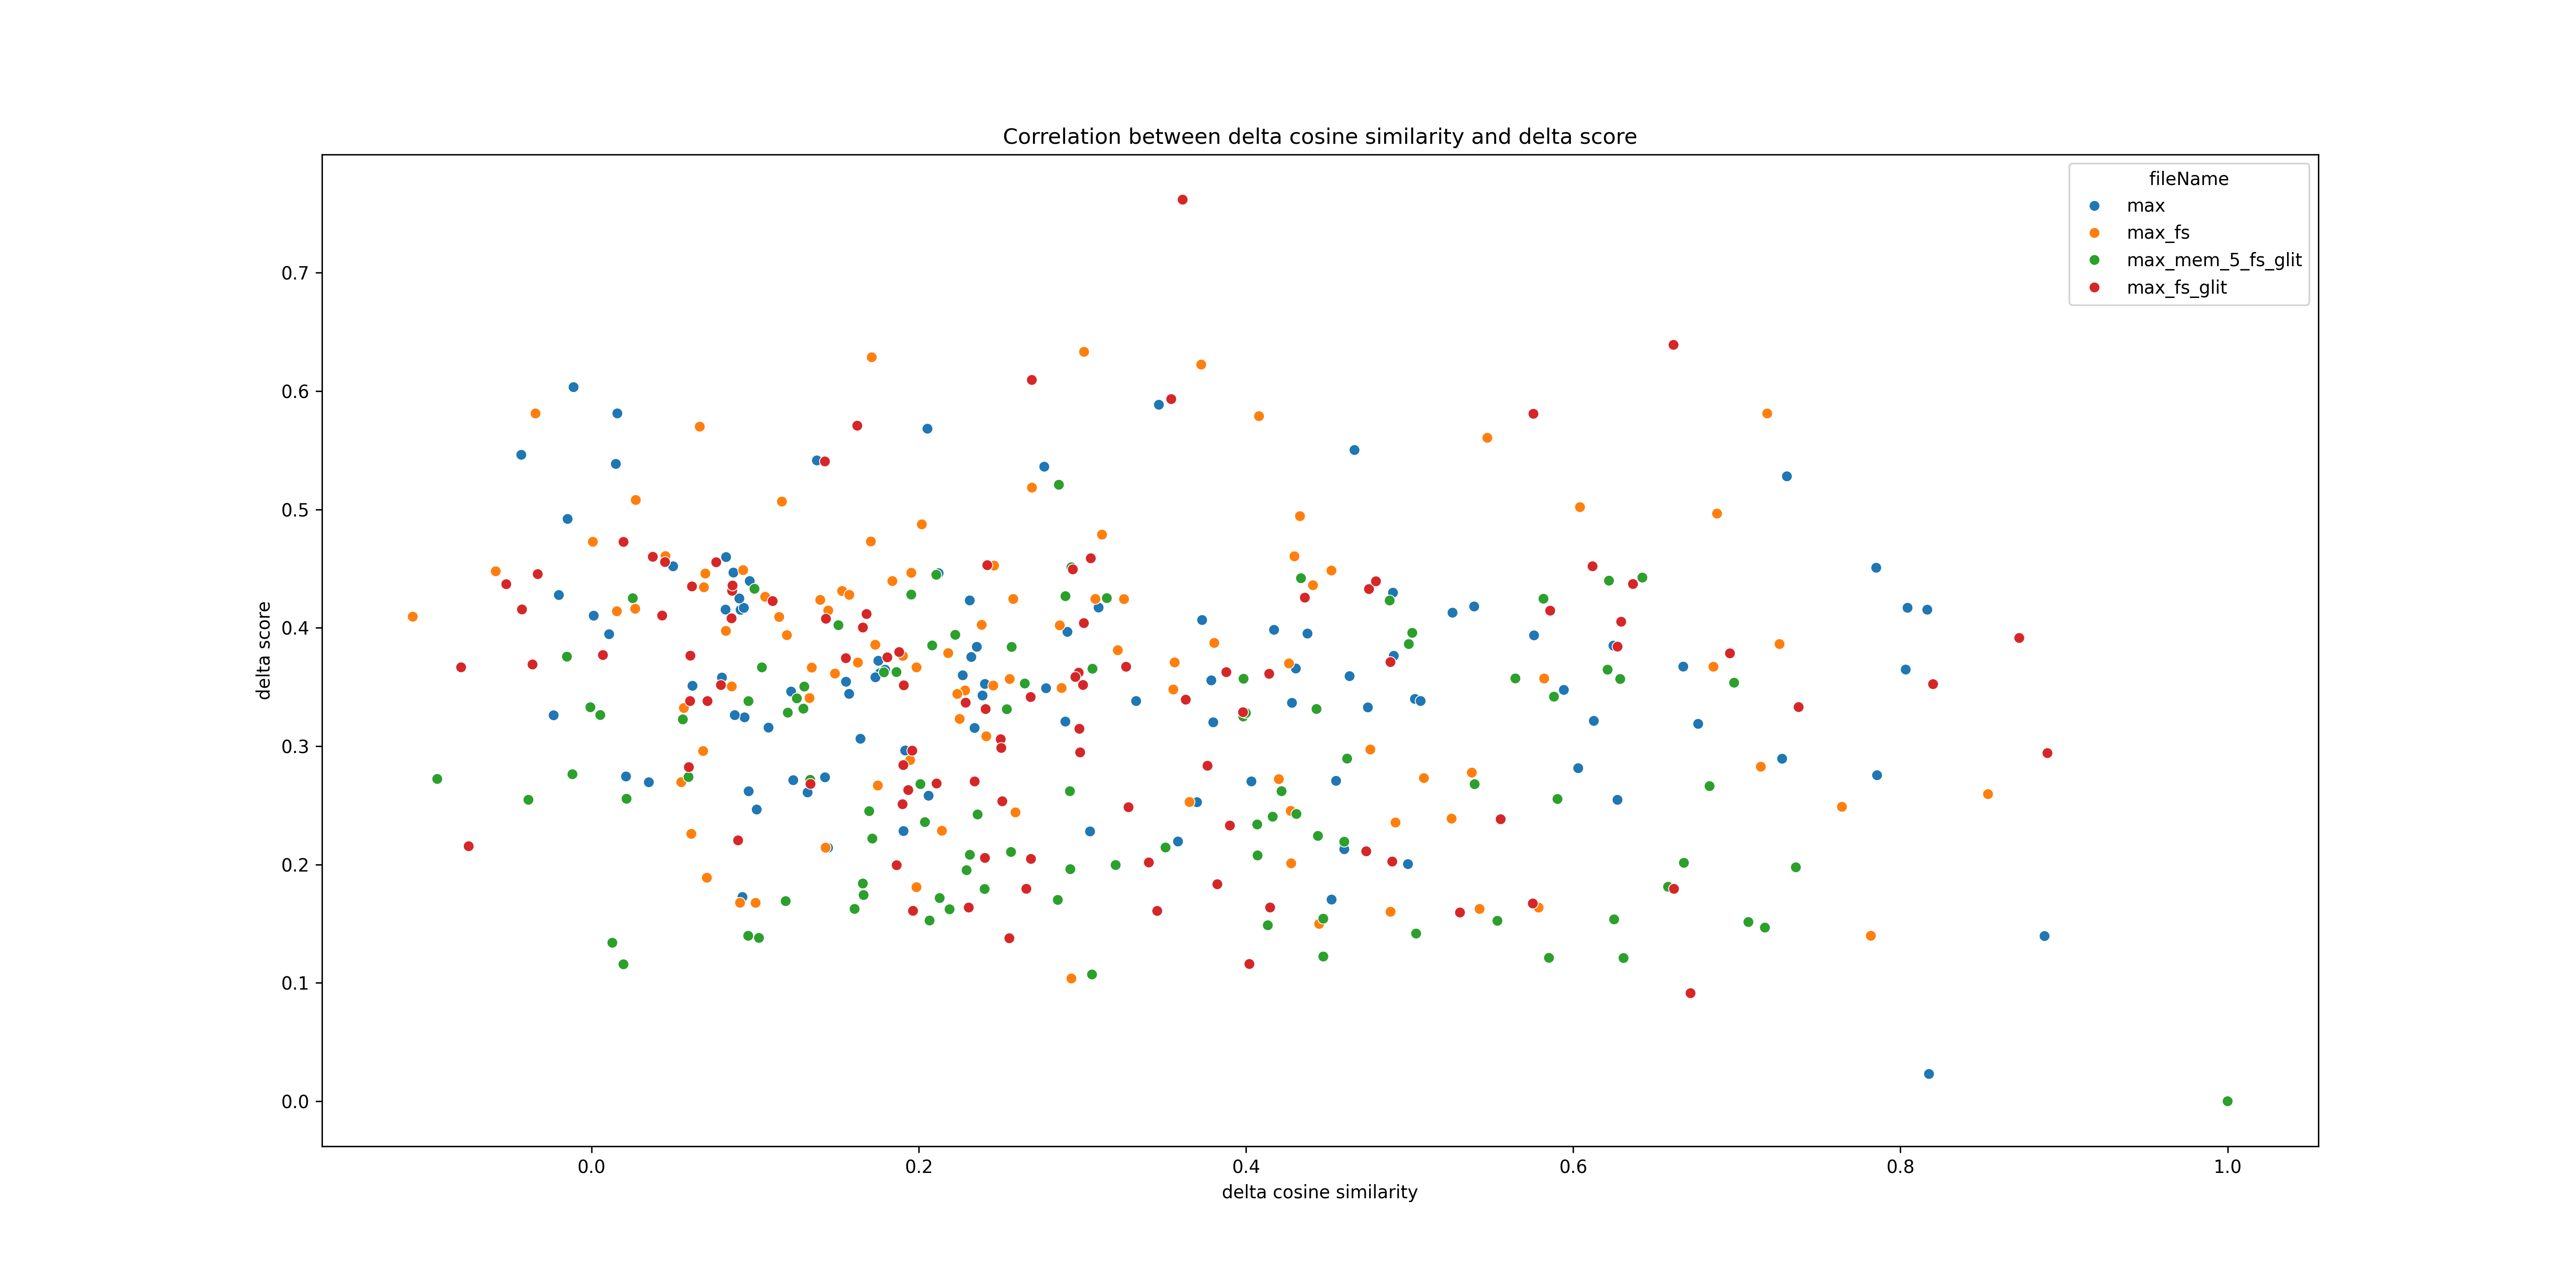 Correlation between delta cosine similarity and delta score
fileName
max
max_fs
max_mem_5_fs_glit
max_fs_glit
delta score
0.7
0.6
0.5
0.4
0.3
0.2
0.1
0.0
0.0 0.2 0.4 0.6 0.8 1.0
delta cosine similarity